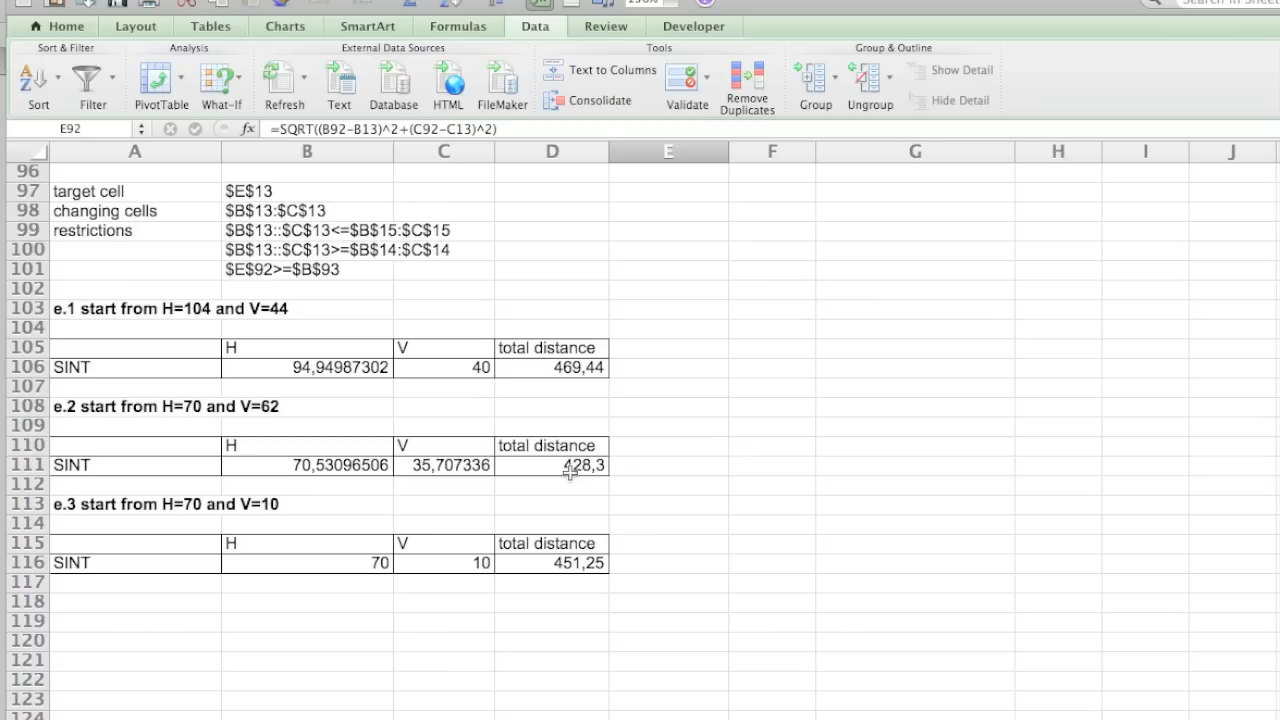 Search in Sheet
Home Layout Tables Charts SmartArt Formulas Data Review Developer
Sort & Filter Analysis External Data Sources Tools Group & Outline
Sort Filter PivotTable What-If Refresh Text Database HTML FileMaker Text to Columns Consolidate Validate Remove Duplicates Group Ungroup Show Detail Hide Detail
E92 fx =SQRT((B92-B13)^2+(C92-C13)^2)
A B C D E F G H I J
96
97 target cell $E$13
98 changing cells $B$13:$C$13
99 restrictions $B$13::$C$13<=$B$15:$C$15
100 $B$13::$C$13>=$B$14:$C$14
101 $E$92>=$B$93
102
103 e.1 start from H=104 and V=44
104
105 H V total distance
106 SINT 94,94987302 40 469,44
107
108 e.2 start from H=70 and V=62
109
110 H V total distance
111 SINT 70,53096506 35,707336 428,3
112
113 e.3 start from H=70 and V=10
114
115 H V total distance
116 SINT 70 10 451,25
117
118
119
120
121
122
123
124